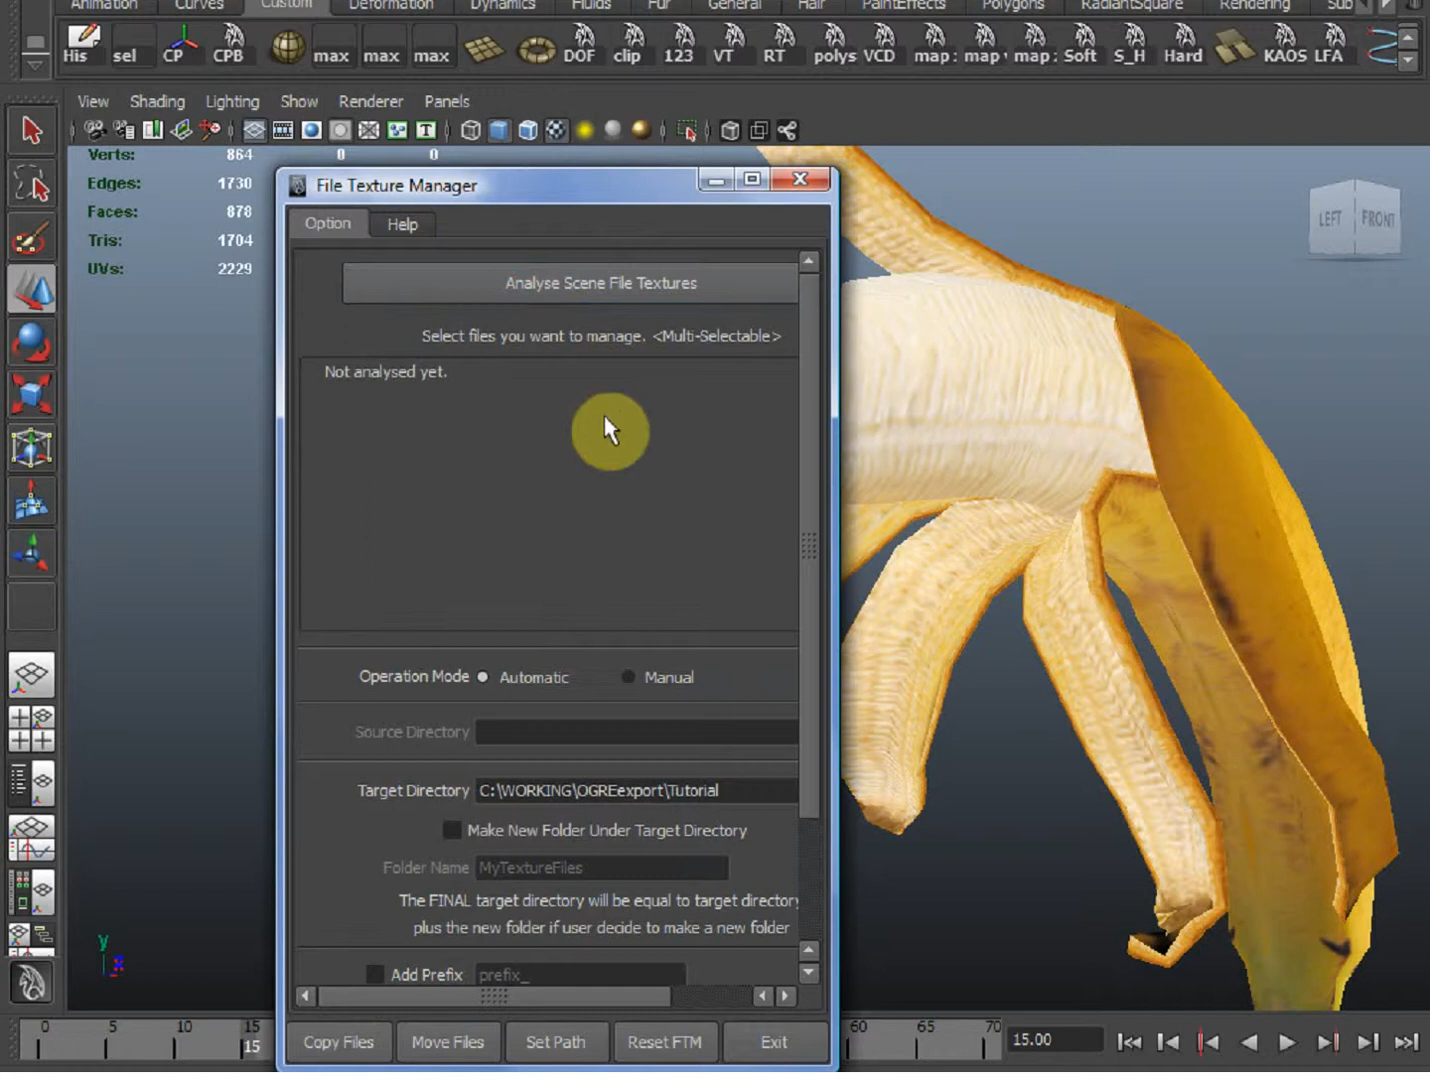 Animation Curves Custom Deformation Dynamics Fluids Fur General Hair PaintEffects Polygons RadiantSquare Rendering Sub
His sel CP CPB max max max DOF clip 123 VT RT polys VCD map : map v map : Soft S_H Hard KAOS LFA
View Shading Lighting Show Renderer Panels
Verts: 864 0 0
Edges: 1730
Faces: 878
Tris: 1704
UVs: 2229
LEFT FRONT
File Texture Manager
Option Help
Analyse Scene File Textures
Select files you want to manage. <Multi-Selectable>
Not analysed yet.
Operation Mode Automatic Manual
Source Directory
Target Directory C:\WORKING\OGREexport\Tutorial
Make New Folder Under Target Directory
Folder Name MyTextureFiles
The FINAL target directory will be equal to target directory
plus the new folder if user decide to make a new folder
Add Prefix prefix_
Copy Files Move Files Set Path Reset FTM Exit
y
0 5 10 15 60 65 70
15
15.00